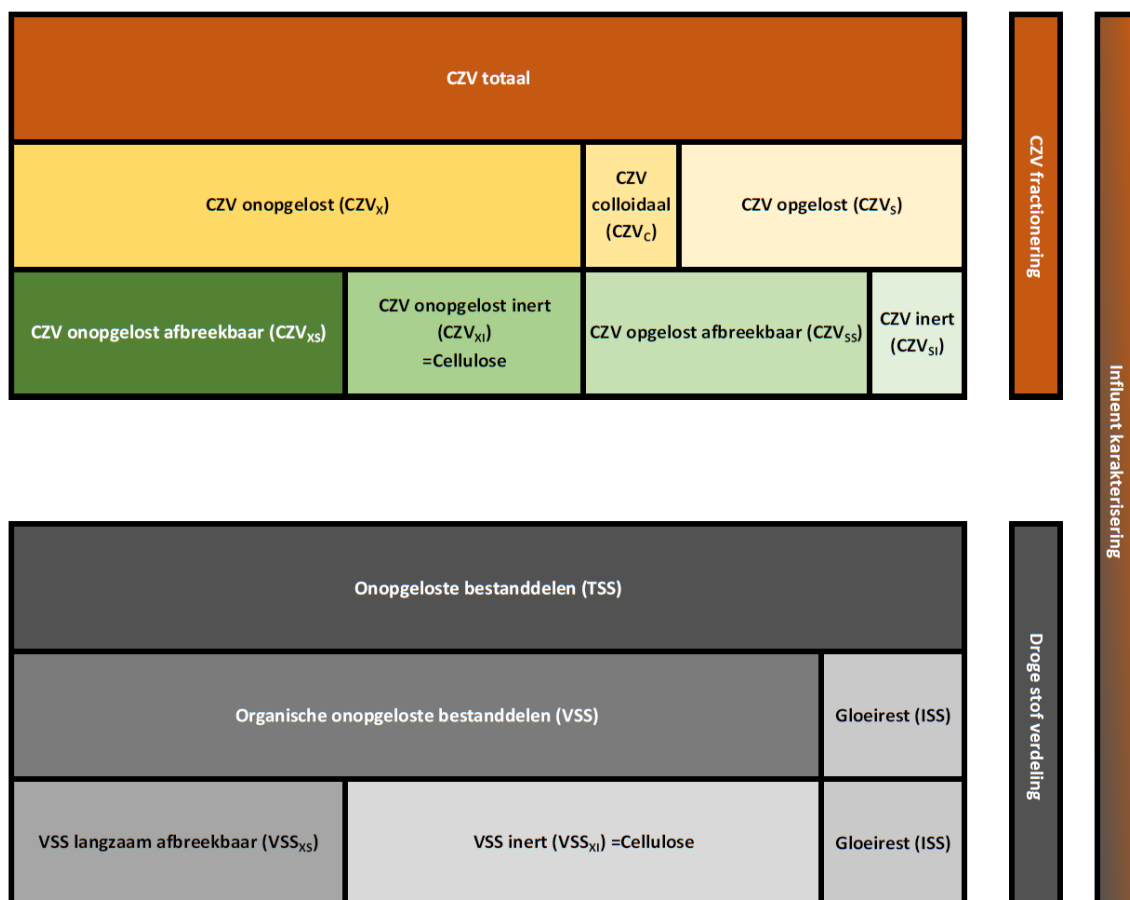 CZV totaal
CZV onopgelost (CZVX)
CZV
colloidaal
(CZVC)
CZV opgelost (CZVS)
CZV onopgelost afbreekbaar (CZVXS)
CZV onopgelost inert
(CZVXI)
=Cellulose
CZV opgelost afbreekbaar (CZVSS)
CZV inert
(CZVSI)
CZV fractionering
Influent karakterisering
Onopgeloste bestanddelen (TSS)
Organische onopgeloste bestanddelen (VSS)
Gloeirest (ISS)
VSS langzaam afbreekbaar (VSSXS)
VSS inert (VSSXI) =Cellulose
Gloeirest (ISS)
Droge stof verdeling